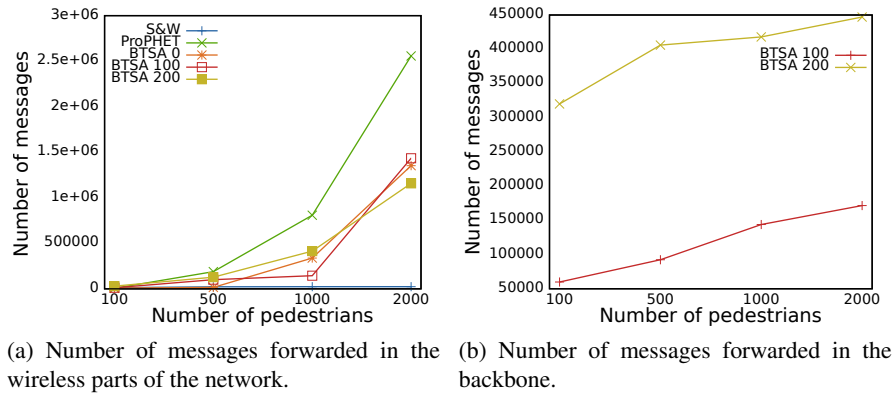 S&W
ProPHET
BTSA 0
BTSA 100
BTSA 200
3e+06
2.5e+06
2e+06
1.5e+06
1e+06
500000
0
100
500
1000
2000
Number of messages
Number of pedestrians
450000
400000
350000
300000
250000
200000
150000
100000
50000
BTSA 100
BTSA 200
100
500
1000
2000
Number of messages
Number of pedestrians
(a) Number of messages forwarded in the
wireless parts of the network.
(b) Number of messages forwarded in the
backbone.